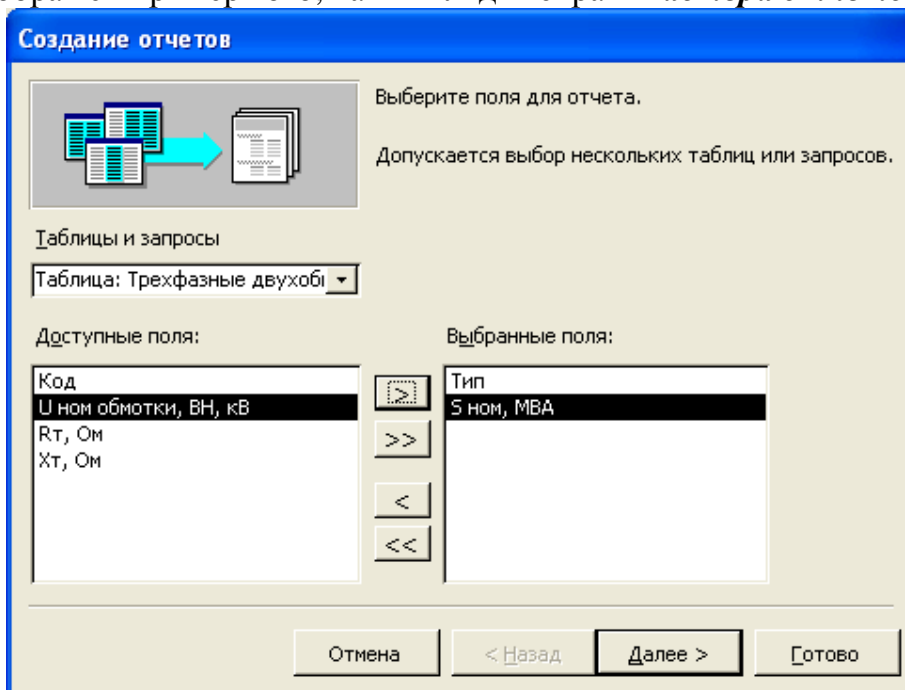 Создание отчетов
Выберите поля для отчета.
Допускается выбор нескольких таблиц или запросов.
Таблицы и запросы
Таблица: Трехфазные двухоб
Доступные поля:
Выбранные поля:
Код
U ном обмотки, ВН, кВ
Rт, Ом
Xт, Ом
>
>>
<
<<
Тип
S ном, МВА
Отмена
< Назад
Далее >
Готово